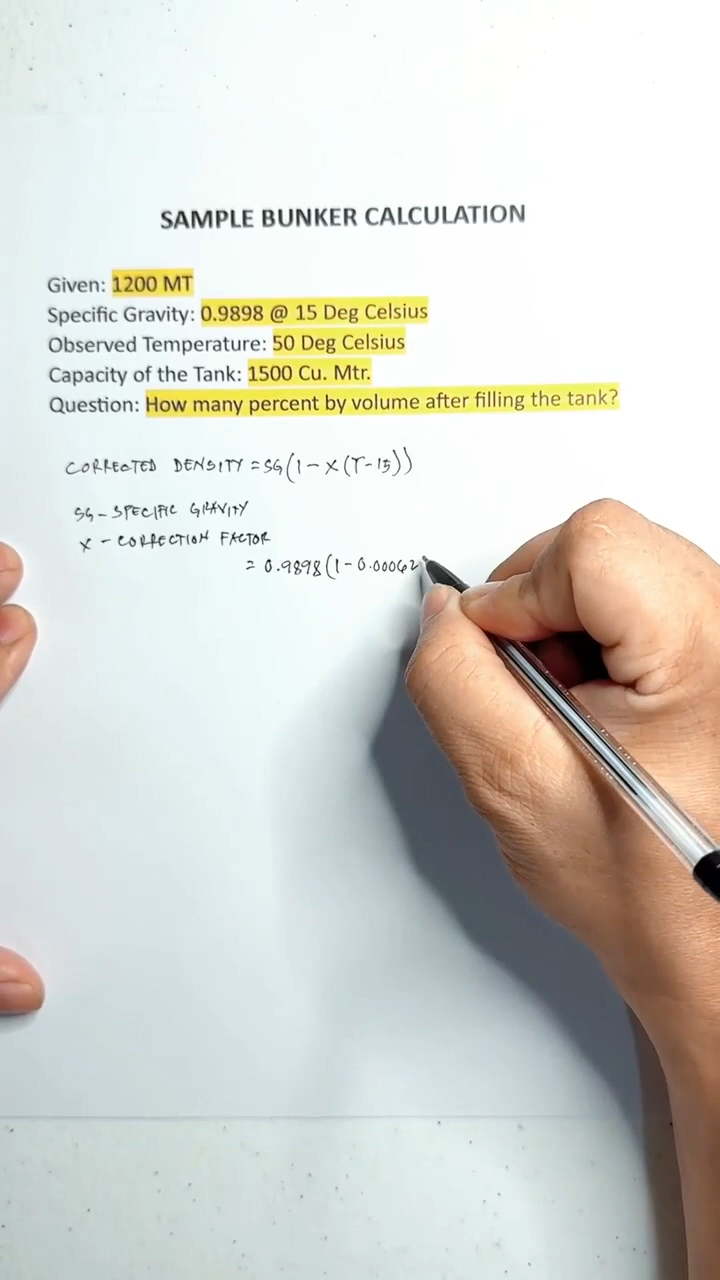 SAMPLE BUNKER CALCULATION
Given: 1200 MT
Specific Gravity: 0.9898 @ 15 Deg Celsius
Observed Temperature: 50 Deg Celsius
Capacity of the Tank: 1500 Cu. Mtr.
Question: How many percent by volume after filling the tank?
CORRECTED DENSITY = SG(1-X(T-15))
SG - SPECIFIC GRAVITY
X - CORRECTION FACTOR
= 0.9898(1-0.00062